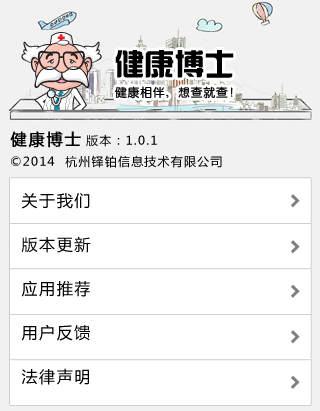 健康博士
健康相伴，想查就查！
健康博士 版本：1.0.1
©2014 杭州铎铂信息技术有限公司
关于我们
版本更新
应用推荐
用户反馈
法律声明